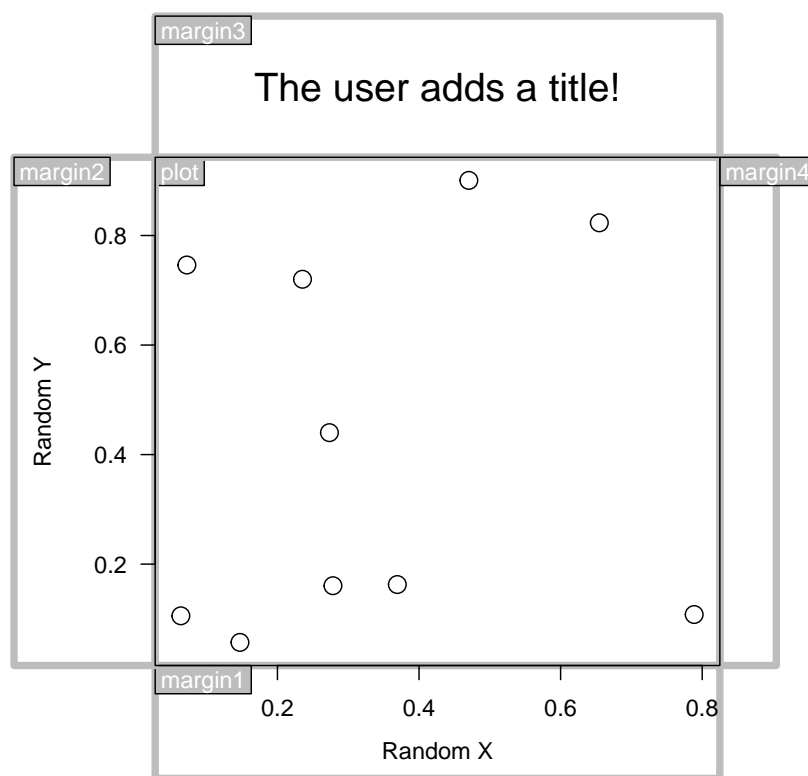 margin3
The user adds a title!
margin2
plot
margin4
0.8
0.6
0.4
0.2
Random Y
margin1
0.2 0.4 0.6 0.8
Random X